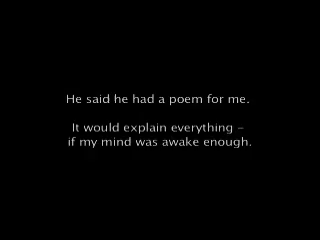 He said he had a poem for me.
It would explain everything -
if my mind was awake enough.